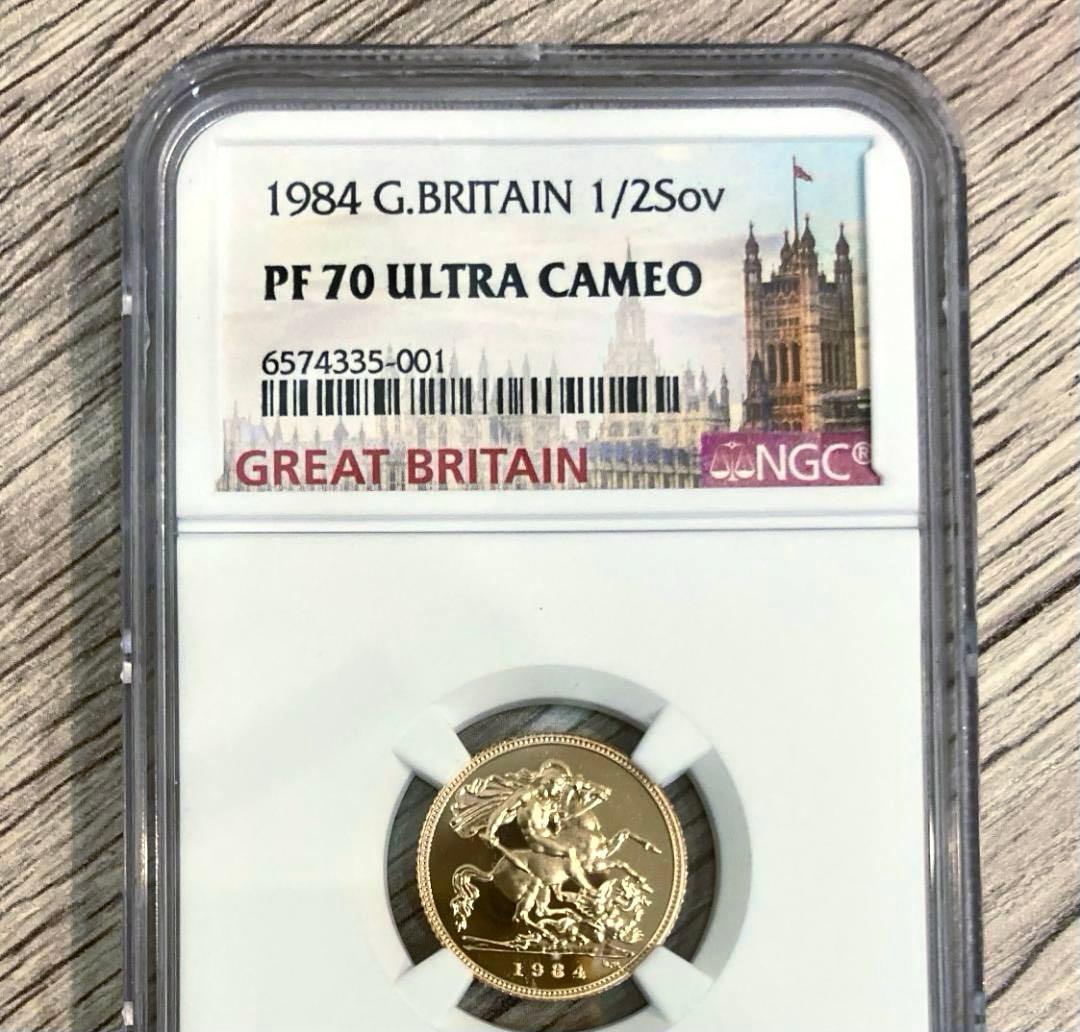 1984 G.BRITAIN 1/2Sov
PF 70 ULTRA CAMEO
6574335-001
GREAT BRITAIN
NGC®
1984